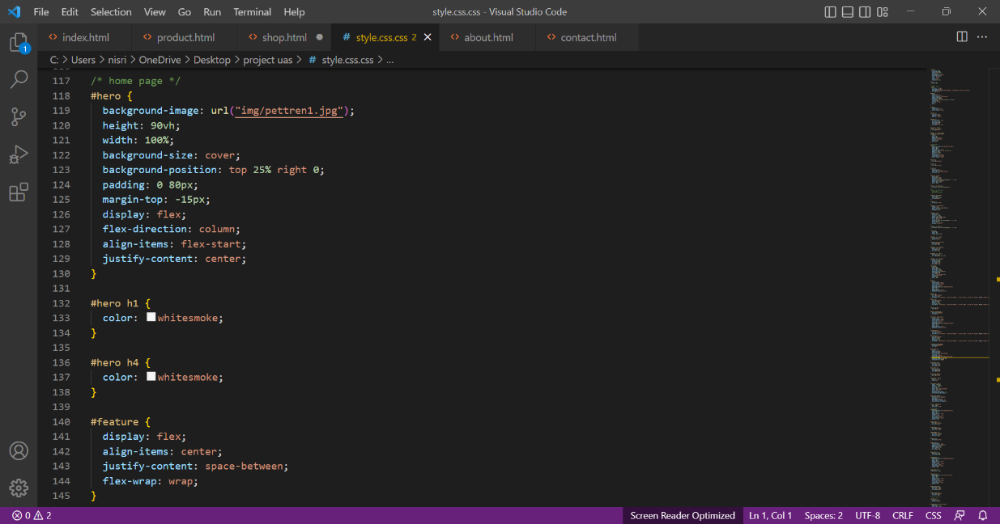 File Edit Selection View Go Run Terminal Help style.css.css - Visual Studio Code
index.html product.html shop.html # style.css.css 2 about.html contact.html
1
C: > Users > nisri > OneDrive > Desktop > project uas > # style.css.css > ...
117 /* home page */
118 #hero {
119 background-image: url("img/pettren1.jpg");
120 height: 90vh;
121 width: 100%;
122 background-size: cover;
123 background-position: top 25% right 0;
124 padding: 0 80px;
125 margin-top: -15px;
126 display: flex;
127 flex-direction: column;
128 align-items: flex-start;
129 justify-content: center;
130 }
131
132 #hero h1 {
133 color: whitesmoke;
134 }
135
136 #hero h4 {
137 color: whitesmoke;
138 }
139
140 #feature {
141 display: flex;
142 align-items: center;
143 justify-content: space-between;
144 flex-wrap: wrap;
145 }
0 2 Screen Reader Optimized Ln 1, Col 1 Spaces: 2 UTF-8 CRLF CSS